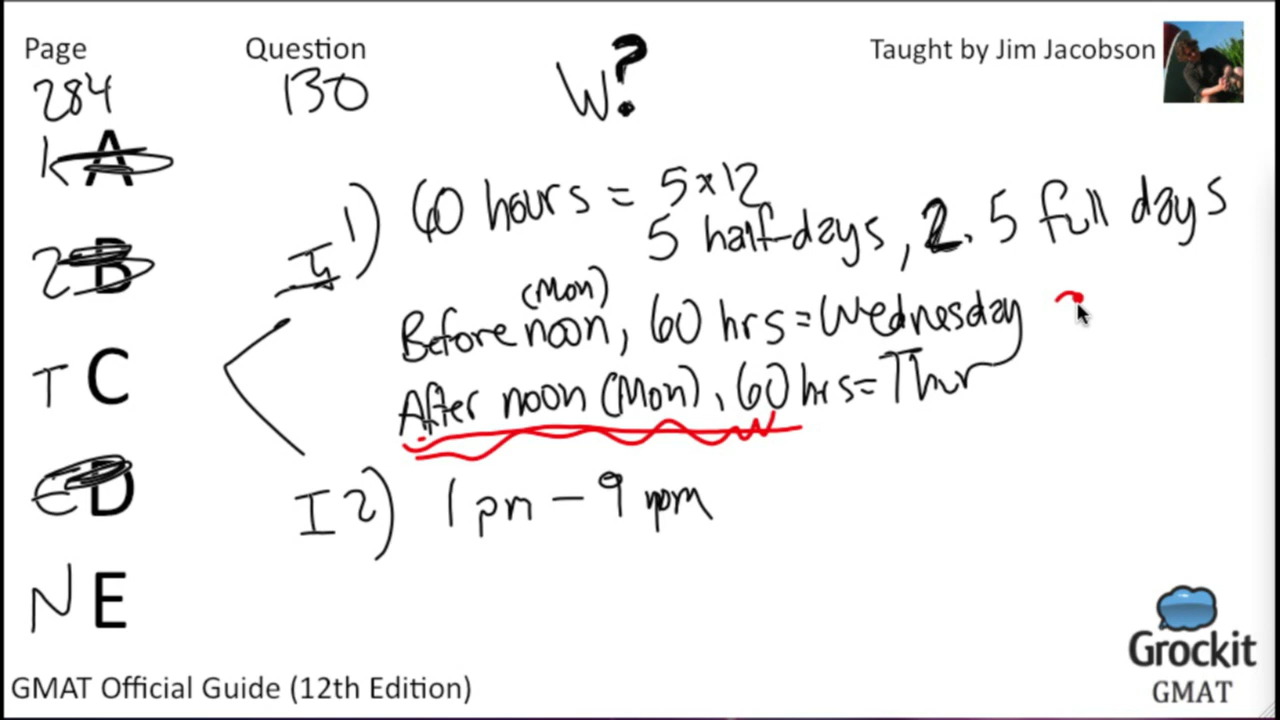 Page Question W? Taught by Jim Jacobson
284 130
1 A
2 B
T C
E D
N E
I 1) 60 hours = 5x12
5 half-days, 2.5 full days
(Mon)
Before noon, 60 hrs = Wednesday
After noon (Mon), 60 hrs = Thur
I 2) 1 pm - 9 pm
Grockit
GMAT
GMAT Official Guide (12th Edition)